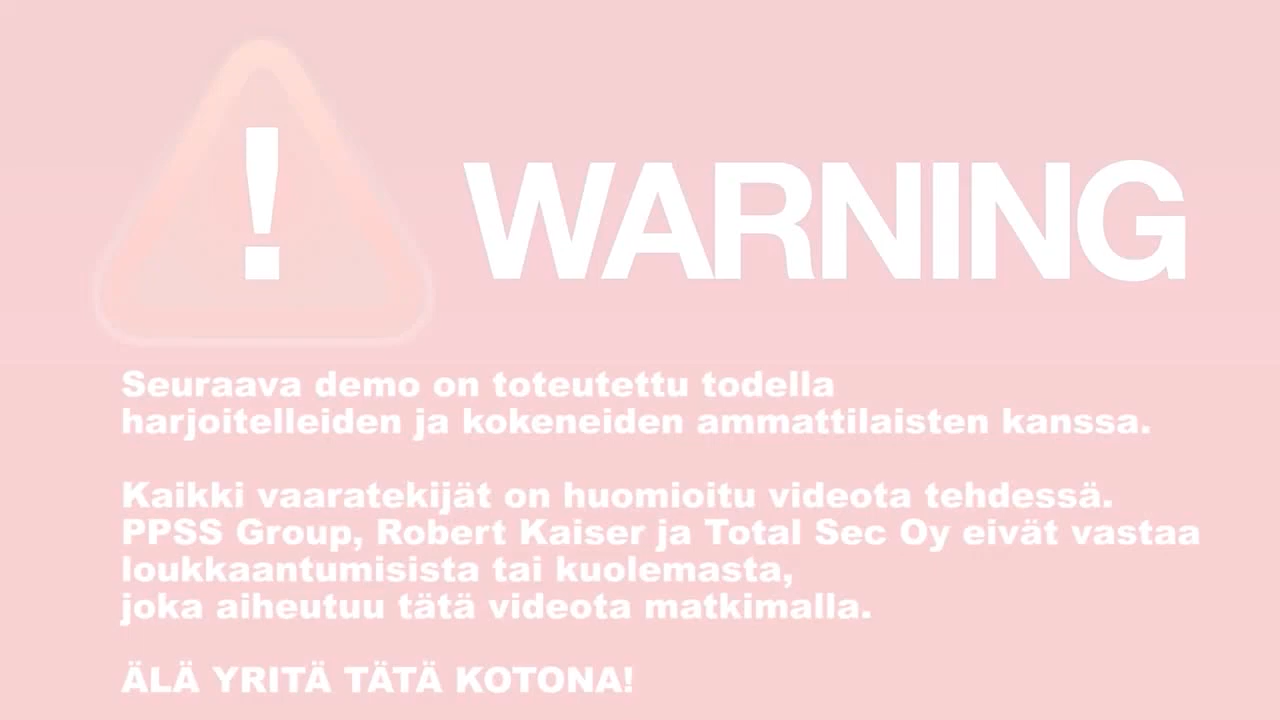 !
WARNING
Seuraava demo on toteutettu todella
harjoitelleiden ja kokeneiden ammattilaisten kanssa.
Kaikki vaaratekijät on huomioitu videota tehdessä.
PPSS Group, Robert Kaiser ja Total Sec Oy eivät vastaa
loukkaantumisista tai kuolemasta,
joka aiheutuu tätä videota matkimalla.
ÄLÄ YRITÄ TÄTÄ KOTONA!